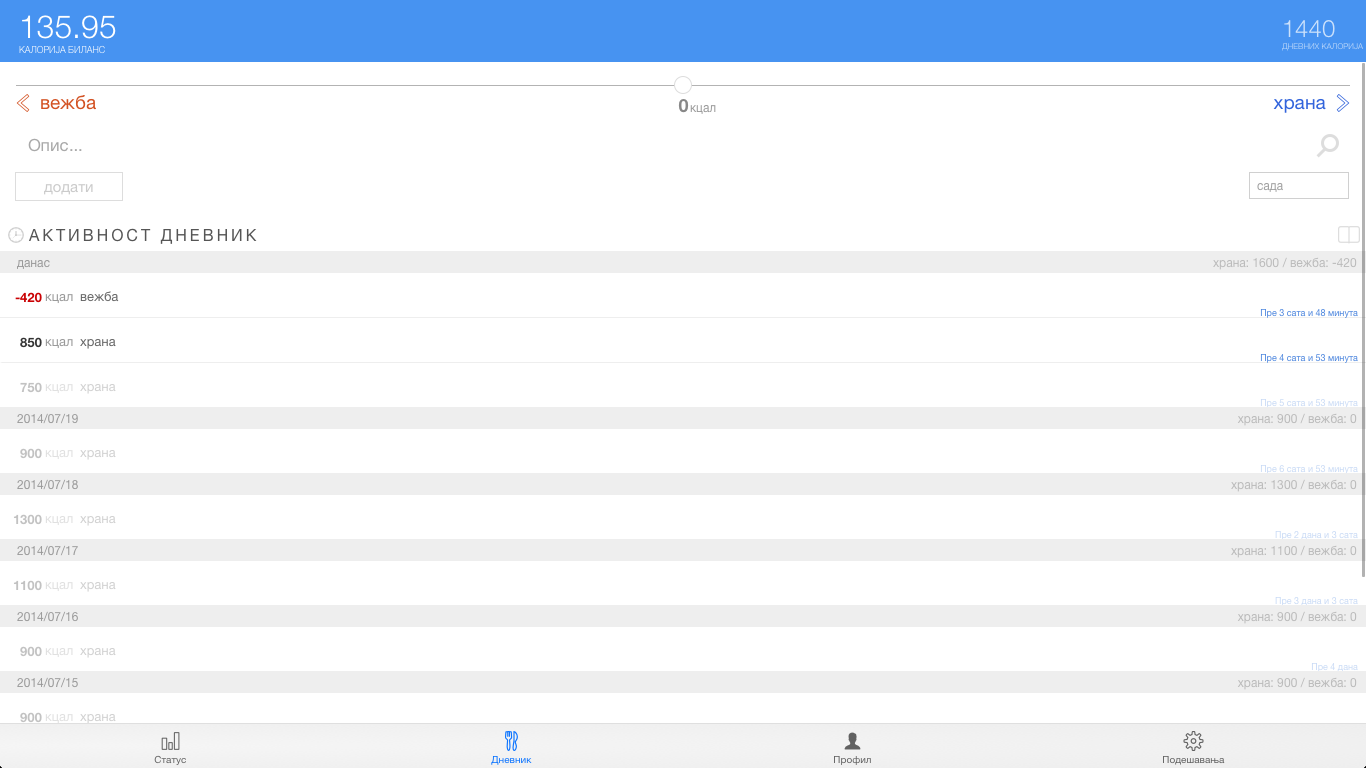 135.95
КАЛОРИЈА БИЛАНС
1440
ДНЕВНИХ КАЛОРИЈА
вежба
0 кцал
храна
Опис...
додати
сада
АКТИВНОСТ ДНЕВНИК
данас храна: 1600 / вежба: -420
-420 кцал вежба
Пре 3 сата и 48 минута
850 кцал храна
Пре 4 сата и 53 минута
750 кцал храна
Пре 5 сата и 53 минута
2014/07/19 храна: 900 / вежба: 0
900 кцал храна
Пре 6 сата и 53 минута
2014/07/18 храна: 1300 / вежба: 0
1300 кцал храна
Пре 2 дана и 3 сата
2014/07/17 храна: 1100 / вежба: 0
1100 кцал храна
Пре 3 дана и 3 сата
2014/07/16 храна: 900 / вежба: 0
900 кцал храна
Пре 4 дана
2014/07/15 храна: 900 / вежба: 0
900 кцал храна
Статус
Дневник
Профил
Подешавања